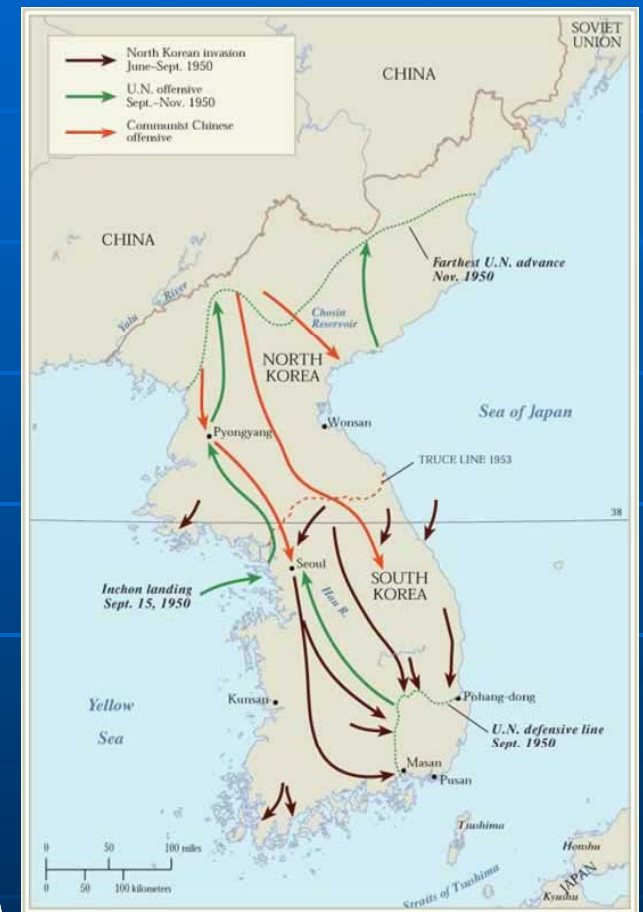 North Korean invasion
June–Sept. 1950
U.N. offensive
Sept.–Nov. 1950
Communist Chinese
offensive
SOVIET
UNION
CHINA
CHINA
Farthest U.N. advance
Nov. 1950
Yalu River
Chosin
Reservoir
NORTH
KOREA
Sea of Japan
Wonsan
Pyongyang
TRUCE LINE 1953
38
Seoul
SOUTH
KOREA
Inchon landing
Sept. 15, 1950
Han R.
Yellow
Sea
Kunsan
Pohang-dong
U.N. defensive line
Sept. 1950
Masan
Pusan
Tsushima
Honshu
JAPAN
Kyushu
Straits of Tsushima
0 50 100 miles
0 50 100 kilometers